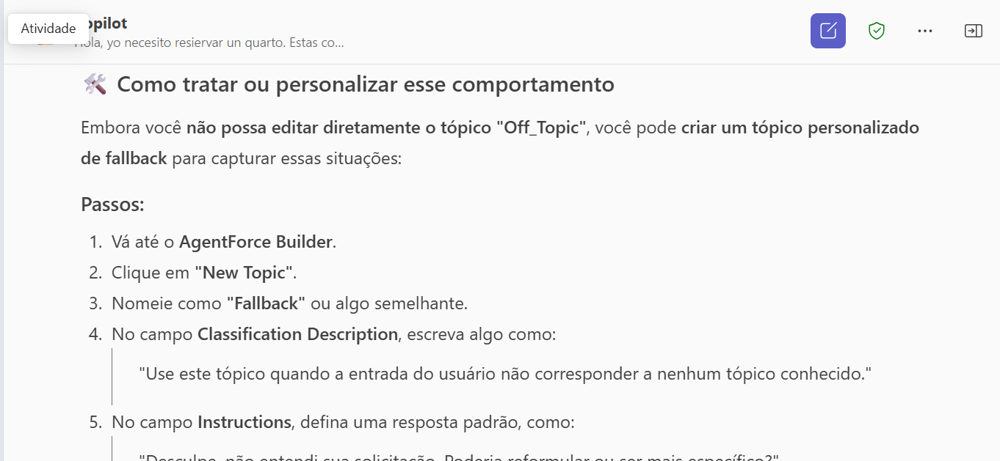 Atividade
opilot
Hola, yo necesito resiervar un quarto. Estas co...
Como tratar ou personalizar esse comportamento
Embora você não possa editar diretamente o tópico "Off_Topic", você pode criar um tópico personalizado
de fallback para capturar essas situações:
Passos:
1. Vá até o AgentForce Builder.
2. Clique em "New Topic".
3. Nomeie como "Fallback" ou algo semelhante.
4. No campo Classification Description, escreva algo como:
"Use este tópico quando a entrada do usuário não corresponder a nenhum tópico conhecido."
5. No campo Instructions, defina uma resposta padrão, como:
"Desculpe, não entendi sua solicitação. Poderia reformular ou ser mais específico?"